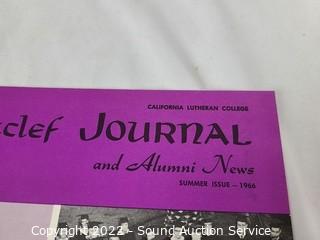 CALIFORNIA LUTHERAN COLLEGE
clef JOURNAL
and Alumni News
SUMMER ISSUE - 1966
Copyright 2022 - Sound Auction Service